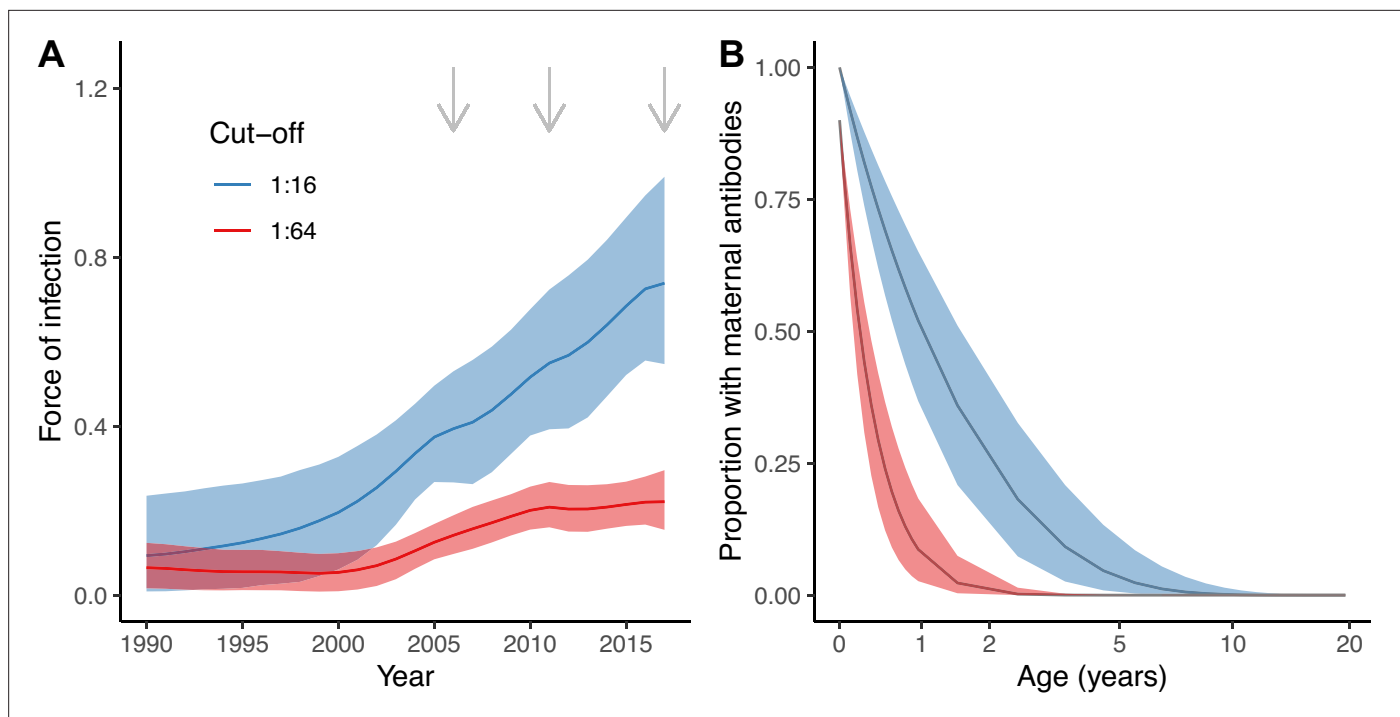 A
1.2
0.8
0.4
0.0
Force of infection
Cut−off
1:16
1:64
1990 1995 2000 2005 2010 2015
Year
B
1.00
0.75
0.50
0.25
0.00
Proportion with maternal antibodies
0 1 2 5 10 20
Age (years)